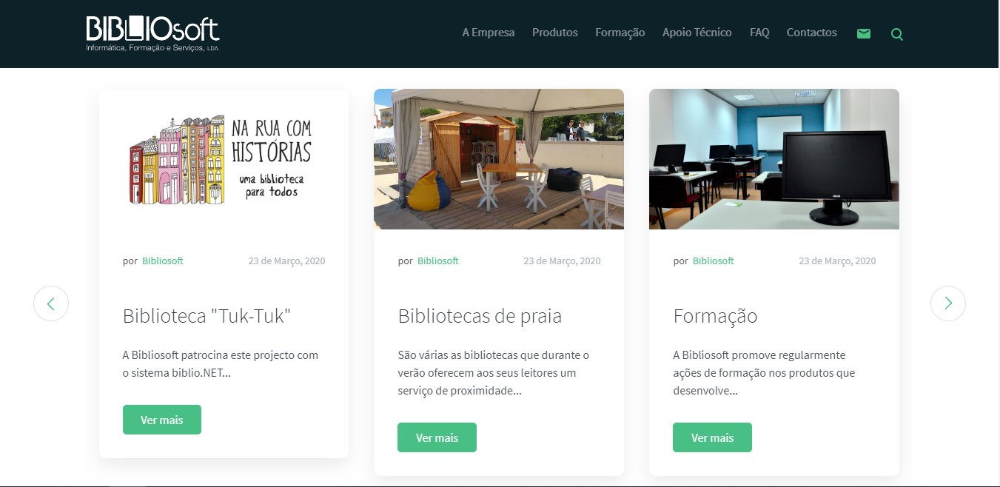 BIBLIOsoft
Informática, Formação e Serviços, LDA.
A Empresa
Produtos
Formação
Apoio Técnico
FAQ
Contactos
NA RUA COM
HISTÓRIAS
uma biblioteca
para todos
por Bibliosoft
23 de Março, 2020
Biblioteca "Tuk-Tuk"
A Bibliosoft patrocina este projecto com
o sistema biblio.NET...
Ver mais
por Bibliosoft
23 de Março, 2020
Bibliotecas de praia
São várias as bibliotecas que durante o
verão oferecem aos seus leitores um
serviço de proximidade...
Ver mais
ASUS
por Bibliosoft
23 de Março, 2020
Formação
A Bibliosoft promove regularmente
ações de formação nos produtos que
desenvolve...
Ver mais